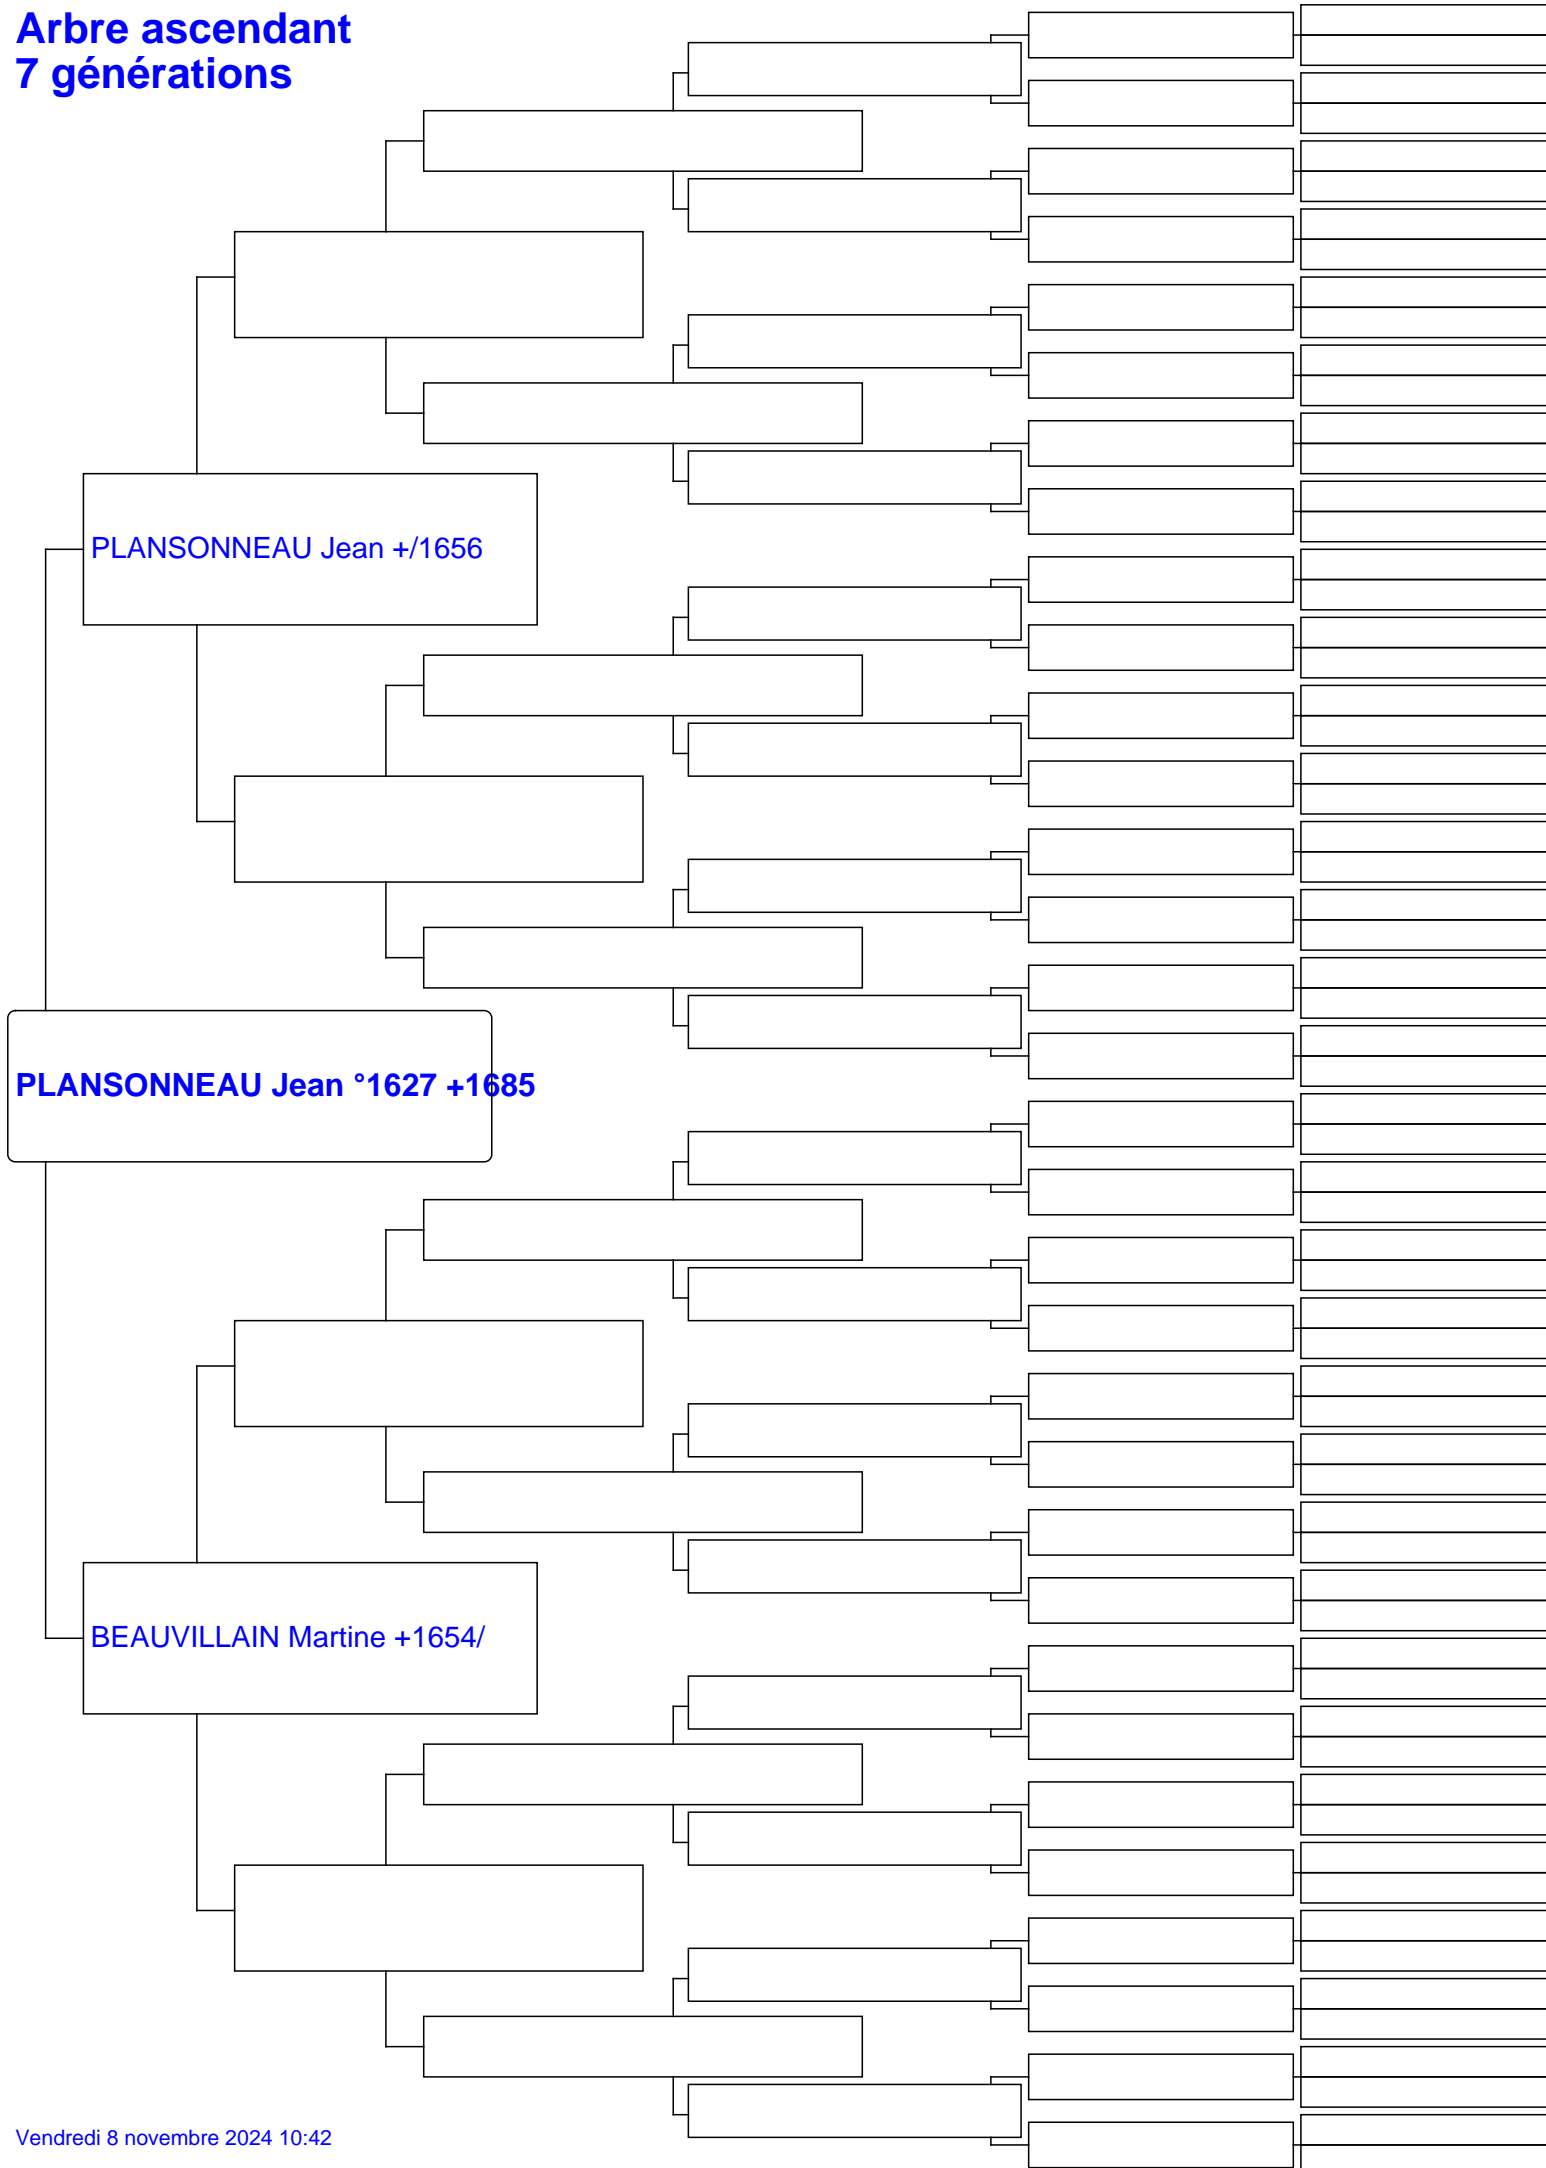 Arbre ascendant
7 générations
PLANSONNEAU Jean +/1656
PLANSONNEAU Jean °1627 +1685
BEAUVILLAIN Martine +1654/
Vendredi 8 novembre 2024 10:42